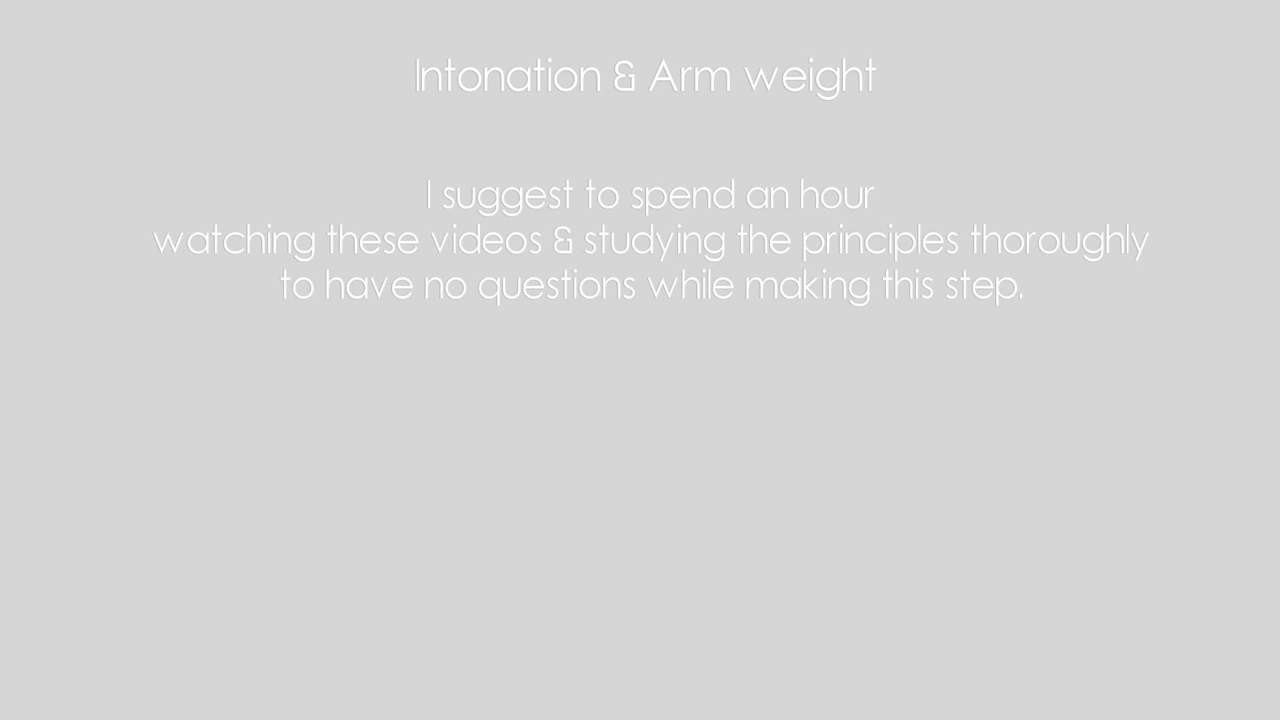 Intonation & Arm weight
I suggest to spend an hour
watching these videos & studying the principles thoroughly
to have no questions while making this step.